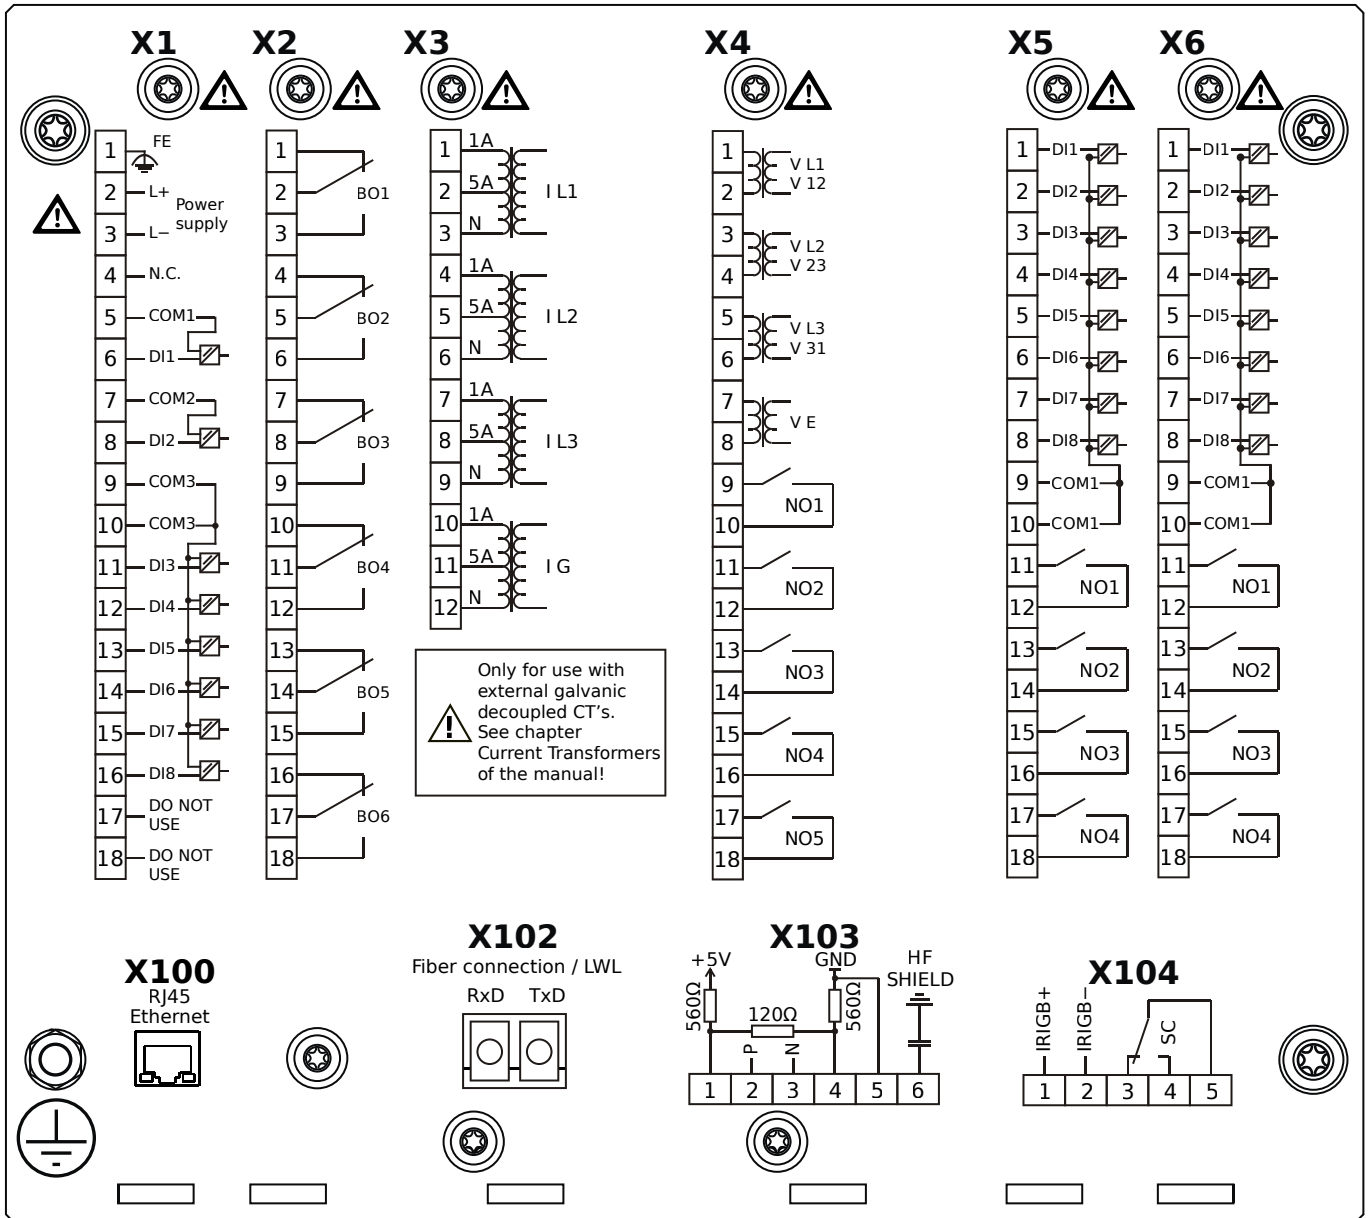 X1
X2
X3
X4
X5
X6
1 FE
2 L+
Power
supply
3 L−
4 N.C.
5 COM1
6 DI1
7 COM2
8 DI2
9 COM3
10 COM3
11 DI3
12 DI4
13 DI5
14 DI6
15 DI7
16 DI8
17 DO NOT
USE
18 DO NOT
USE
1
2 BO1
3
4
5 BO2
6
7
8 BO3
9
10
11 BO4
12
13
14 BO5
15
16
17 BO6
18
1 1A
2 5A I L1
3 N
4 1A
5 5A I L2
6 N
7 1A
8 5A I L3
9 N
10 1A
11 5A I G
12 N
Only for use with
external galvanic
decoupled CT's.
See chapter
Current Transformers
of the manual!
1 V L1
2 V 12
3 V L2
4 V 23
5 V L3
6 V 31
7
V E
8
9
NO1
10
11
NO2
12
13
NO3
14
15
NO4
16
17
NO5
18
1 DI1
2 DI2
3 DI3
4 DI4
5 DI5
6 DI6
7 DI7
8 DI8
9 COM1
10 COM1
11
NO1
12
13
NO2
14
15
NO3
16
17
NO4
18
1 DI1
2 DI2
3 DI3
4 DI4
5 DI5
6 DI6
7 DI7
8 DI8
9 COM1
10 COM1
11
NO1
12
13
NO2
14
15
NO3
16
17
NO4
18
X100
RJ45
Ethernet
X102
Fiber connection / LWL
RxD TxD
X103
+5V GND HF
SHIELD
560Ω 120Ω 560Ω
P N
1 2 3 4 5 6
X104
IRIGB+ IRIGB− SC
1 2 3 4 5